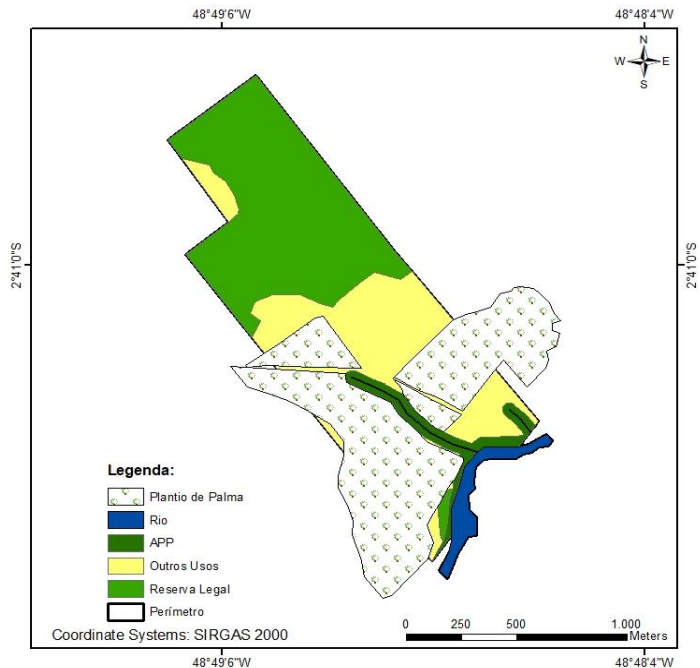 48°49'6"W 48°48'4"W
N
W E
S
2°41'0"S 2°41'0"S
Legenda:
Plantio de Palma
Rio
APP
Outros Usos
Reserva Legal
Perímetro
Coordinate Systems: SIRGAS 2000
0 250 500 1.000
Meters
48°49'6"W 48°48'4"W